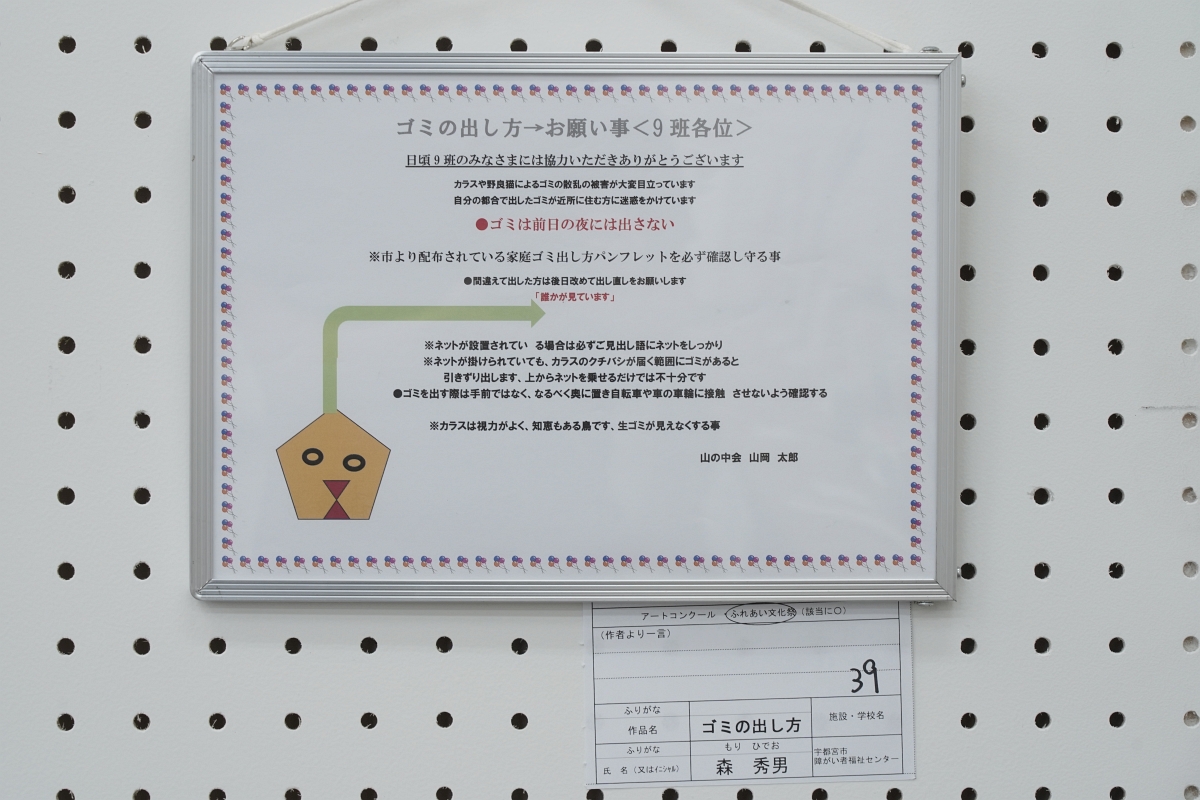 ゴミの出し方→お願い事＜9班各位＞
日頃9班のみなさまには協力いただきありがとうございます
カラスや野良猫によるゴミの散乱の被害が大変目立っています
自分の都合で出したゴミが近所に住む方に迷惑をかけています
●ゴミは前日の夜には出さない
※市より配布されている家庭ゴミ出し方パンフレットを必ず確認し守る事
●間違えて出した方は後日改めて出し直しをお願いします
「誰かが見ています」
※ネットが設置されてい る場合は必ずご見出し語にネットをしっかり
※ネットが掛けられていても、カラスのクチバシが届く範囲にゴミがあると
引きずり出します、上からネットを乗せるだけでは不十分です
●ゴミを出す際は手前ではなく、なるべく奥に置き自転車や車の車輪に接触 させないよう確認する
※カラスは視力がよく、知恵もある鳥です、生ゴミが見えなくする事
山の中会 山岡 太郎
アートコンクール ・ ふれあい文化祭 （該当に○）
（作者より一言）
39
ふりがな
作品名 ゴミの出し方 施設・学校名
ふりがな もり ひでお
氏 名（又はｲﾆｼｬﾙ） 森 秀男 宇都宮市
障がい者福祉センター